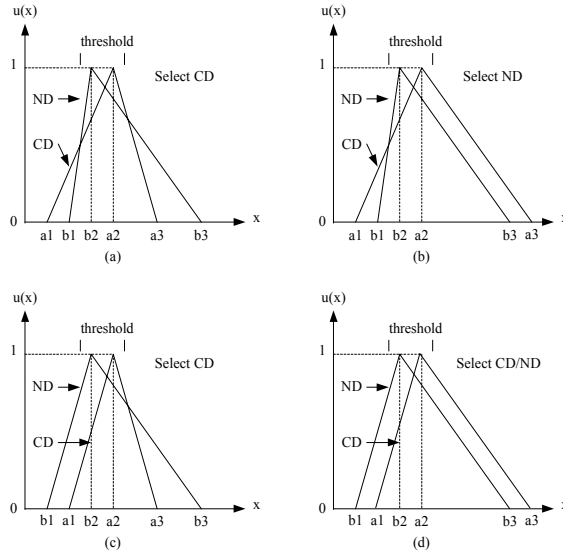 u(x)
threshold
1
Select CD
ND
CD
0
a1 b1 b2 a2 a3 b3
x
(a)
u(x)
threshold
1
Select ND
ND
CD
0
a1 b1 b2 a2 b3 a3
x
(b)
u(x)
threshold
1
Select CD
ND
CD
0
b1 a1 b2 a2 a3 b3
x
(c)
u(x)
threshold
1
Select CD/ND
ND
CD
0
b1 a1 b2 a2 b3 a3
x
(d)